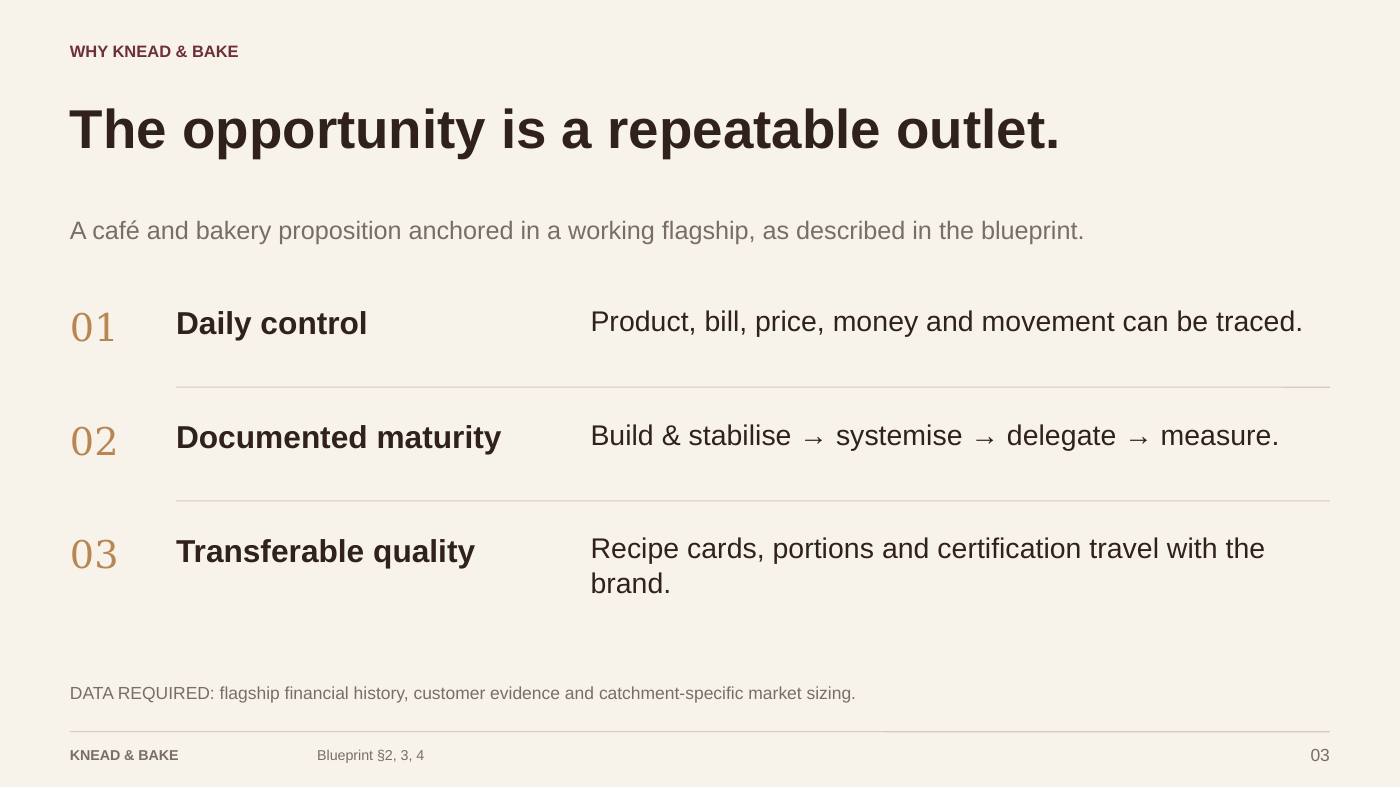 WHY KNEAD & BAKE
The opportunity is a repeatable outlet.
A café and bakery proposition anchored in a working flagship, as described in the blueprint.
01 Daily control Product, bill, price, money and movement can be traced.
02 Documented maturity Build & stabilise → systemise → delegate → measure.
03 Transferable quality Recipe cards, portions and certification travel with the
brand.
DATA REQUIRED: flagship financial history, customer evidence and catchment-specific market sizing.
KNEAD & BAKE Blueprint §2, 3, 4 03